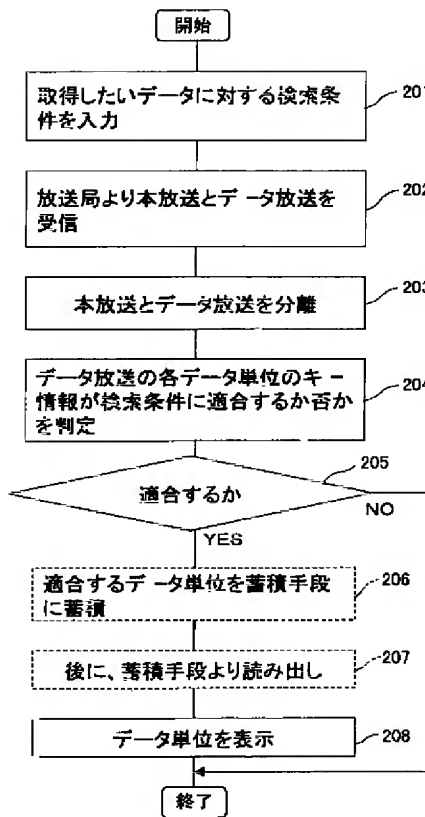 開始
取得したいデータに対する検索条
件を入力
201
放送局より本放送とデータ放送を
受信
202
本放送とデータ放送を分離
203
データ放送の各データ単位のキー
情報が検索条件に適合するか否か
を判定
204
適合するか
205
NO
YES
適合するデータ単位を蓄積手段
に蓄積
206
後に、蓄積手段より読み出し
207
データ単位を表示
208
終了